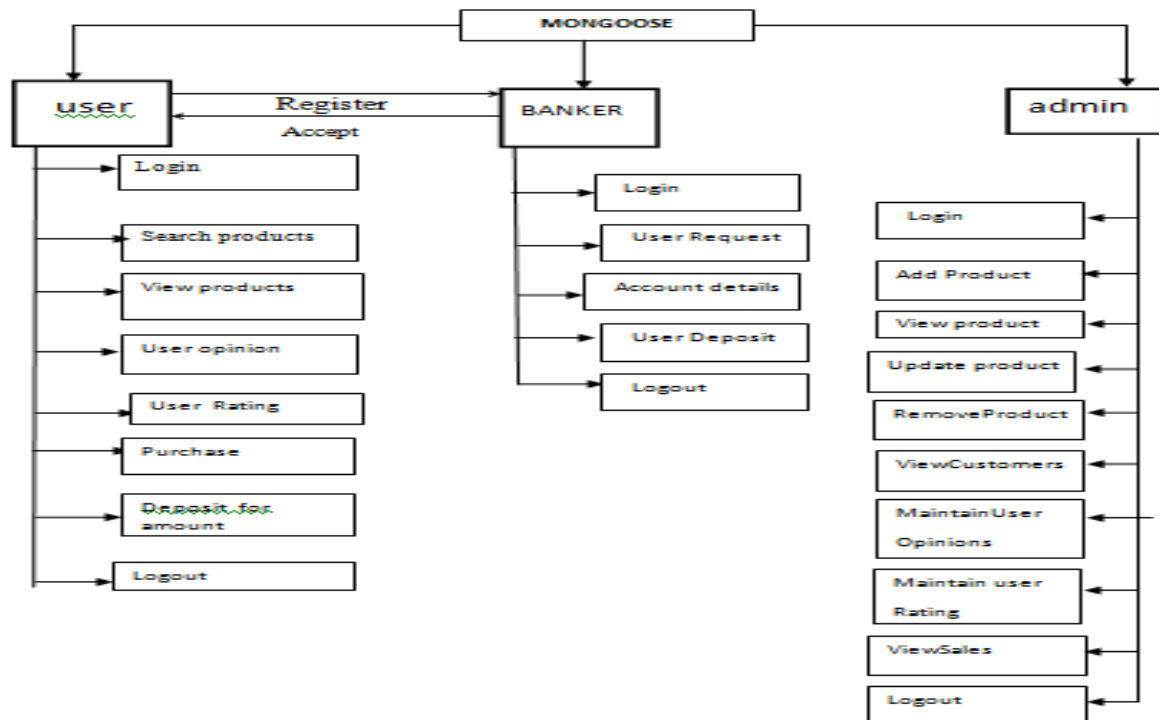 MONGOOSE
user
Register
Accept
BANKER
admin
Login
Search products
View products
User opinion
User Rating
Purchase
Deposit for
amount
Logout
Login
User Request
Account details
User Deposit
Logout
Login
Add Product
View product
Update product
RemoveProduct
ViewCustomers
MaintainUser
Opinions
Maintain user
Rating
ViewSales
Logout